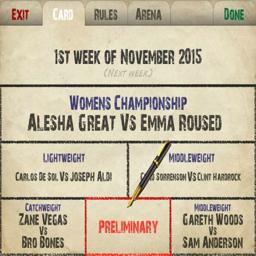 Exit Card Rules Arena Done
1st week of November 2015
(Next week)
Womens Championship
Alesha Great Vs Emma Roused
Lightweight
Carlos De Sol Vs Joseph Aldi
Middleweight
Sorrenson Vs Clint Hardrock
Catchweight
Zane Vegas
Vs
Bro Bones
Preliminary
Middleweight
Gareth Woods
Vs
Sam Anderson